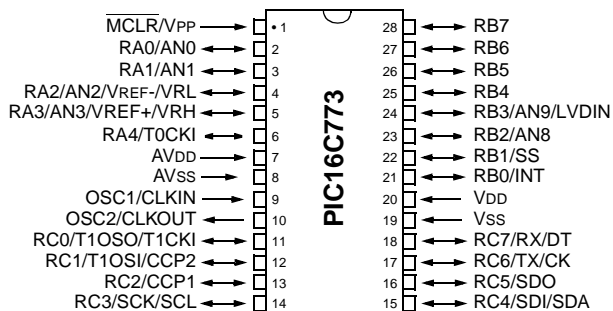 MCLR/VPP • 1 28 RB7
RA0/AN0 2 27 RB6
RA1/AN1 3 26 RB5
RA2/AN2/VREF-/VRL 4 25 RB4
RA3/AN3/VREF+/VRH 5 24 RB3/AN9/LVDIN
RA4/T0CKI 6 23 RB2/AN8
AVDD 7 22 RB1/SS
AVSS 8 21 RB0/INT
OSC1/CLKIN 9 20 VDD
OSC2/CLKOUT 10 19 VSS
RC0/T1OSO/T1CKI 11 18 RC7/RX/DT
RC1/T1OSI/CCP2 12 17 RC6/TX/CK
RC2/CCP1 13 16 RC5/SDO
RC3/SCK/SCL 14 15 RC4/SDI/SDA
PIC16C773